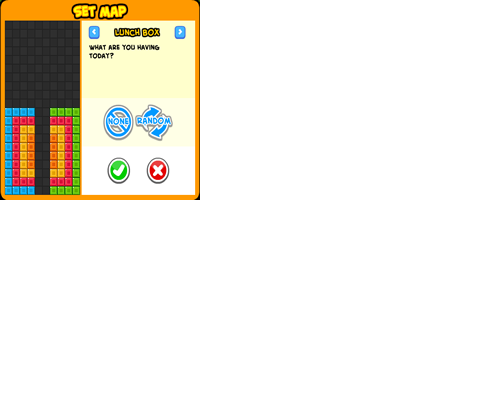 SET MAP
LUNCH BOX
WHAT ARE YOU HAVING
TODAY?
NONE
RANDOM